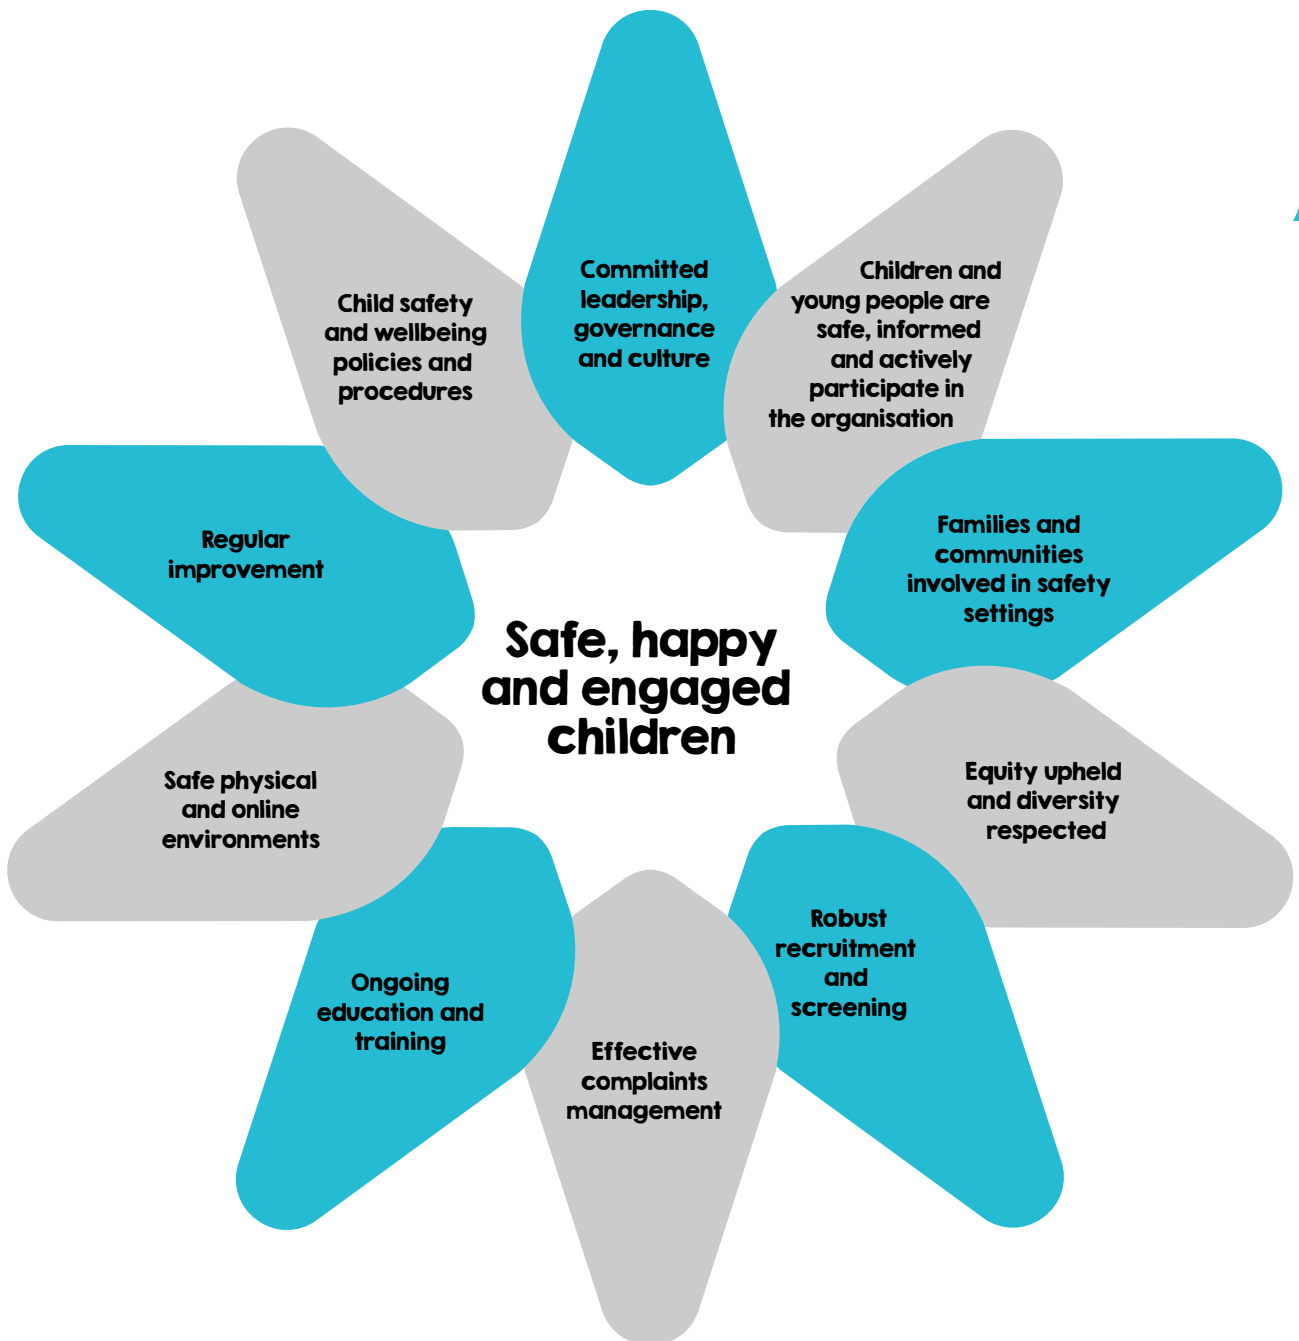 Committed
leadership,
governance
and culture
Children and
young people are
safe, informed
and actively
participate in
the organisation
Families and
communities
involved in safety
settings
Equity upheld
and diversity
respected
Robust
recruitment
and
screening
Effective
complaints
management
Ongoing
education and
training
Safe physical
and online
environments
Regular
improvement
Child safety
and wellbeing
policies and
procedures
Safe, happy
and engaged
children